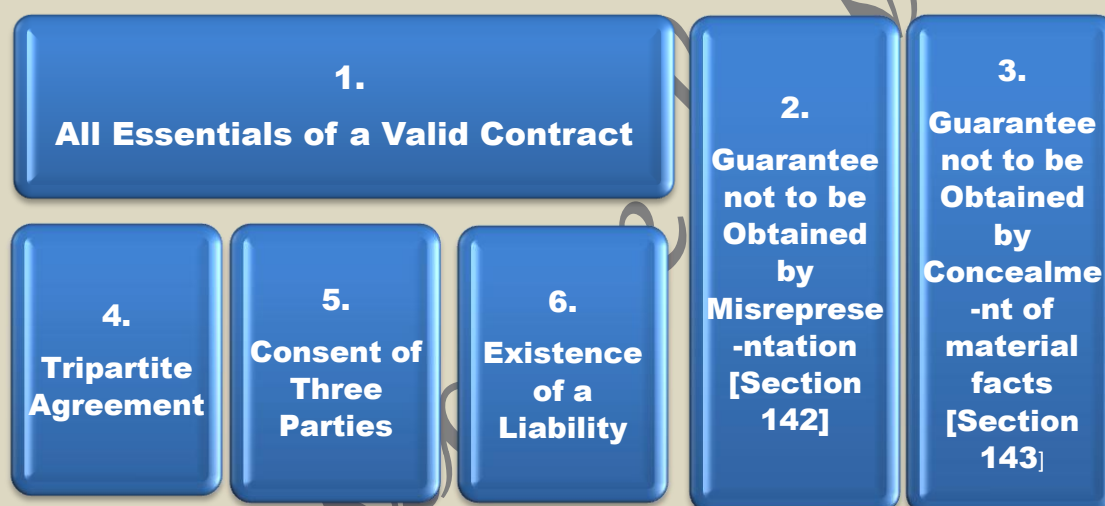 1.
All Essentials of a Valid Contract
2.
Guarantee
not to be
Obtained
by
Misreprese
-ntation
[Section
142]
3.
Guarantee
not to be
Obtained
by
Concealme
-nt of
material
facts
[Section
143]
4.
Tripartite
Agreement
5.
Consent of
Three
Parties
6.
Existence
of a
Liability